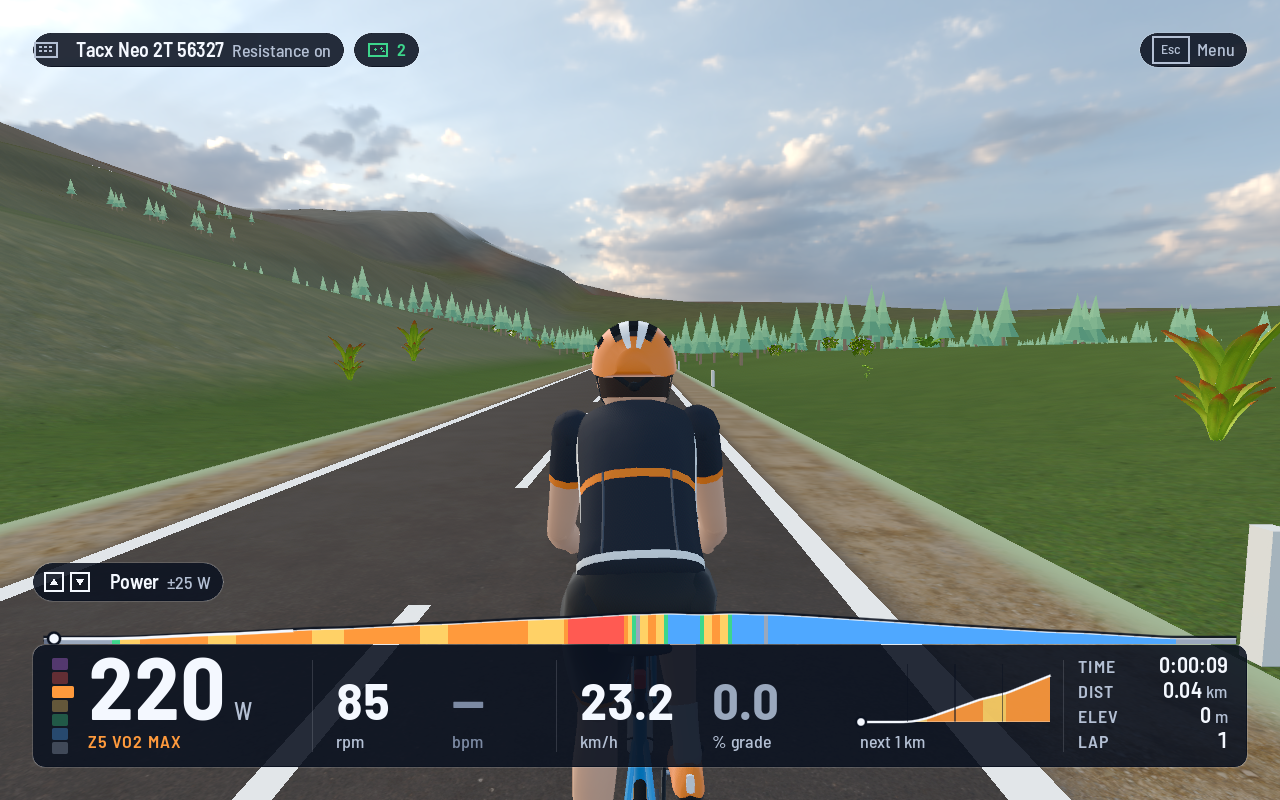 Tacx Neo 2T 56327 Resistance on
2
Esc Menu
Power ±25 W
220 W
Z5 VO2 MAX
85 rpm
– bpm
23.2 km/h
0.0 % grade
next 1 km
TIME 0:00:09
DIST 0.04 km
ELEV 0 m
LAP 1